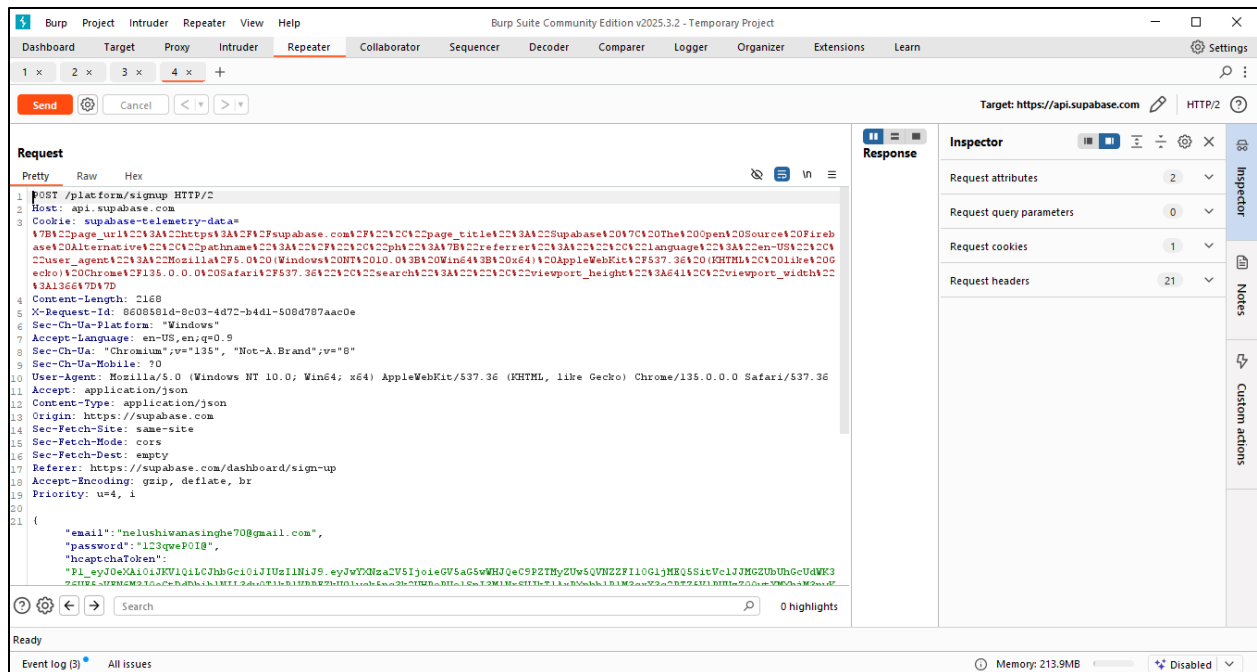 Burp Project Intruder Repeater View Help Burp Suite Community Edition v2025.3.2 - Temporary Project
Dashboard Target Proxy Intruder Repeater Collaborator Sequencer Decoder Comparer Logger Organizer Extensions Learn Settings
1 × 2 × 3 × 4 × +
Send Cancel < > Target: https://api.supabase.com HTTP/2
Request
Response
Inspector
Pretty Raw Hex \n
1 POST /platform/signup HTTP/2
2 Host: api.supabase.com
3 Cookie: supabase-telemetry-data=
%7B%22page_url%22%3A%22https%3A%2F%2Fsupabase.com%2F%22%2C%22page_title%22%3A%22Supabase%20%7C%20The%20Open%20Source%20Fireb
ase%20Alternative%22%2C%22pathname%22%3A%22%2F%22%2C%22ph%22%3A%7B%22referrer%22%3A%22%22%2C%22language%22%3A%22en-US%22%2C%
22user_agent%22%3A%22Mozilla%2F5.0%20(Windows%20NT%2010.0%3B%20Win64%3B%20x64)%20AppleWebKit%2F537.36%20(KHTML%2C%20like%20G
ecko)%20Chrome%2F135.0.0.0%20Safari%2F537.36%22%2C%22search%22%3A%22%22%2C%22viewport_height%22%3A641%2C%22viewport_width%22
%3A1366%7D%7D
4 Content-Length: 2168
5 X-Request-Id: 8608581d-8c03-4d72-b4d1-508d787aac0e
6 Sec-Ch-Ua-Platform: "Windows"
7 Accept-Language: en-US,en;q=0.9
8 Sec-Ch-Ua: "Chromium";v="135", "Not-A.Brand";v="8"
9 Sec-Ch-Ua-Mobile: ?0
10 User-Agent: Mozilla/5.0 (Windows NT 10.0; Win64; x64) AppleWebKit/537.36 (KHTML, like Gecko) Chrome/135.0.0.0 Safari/537.36
11 Accept: application/json
12 Content-Type: application/json
13 Origin: https://supabase.com
14 Sec-Fetch-Site: same-site
15 Sec-Fetch-Mode: cors
16 Sec-Fetch-Dest: empty
17 Referer: https://supabase.com/dashboard/sign-up
18 Accept-Encoding: gzip, deflate, br
19 Priority: u=4, i
20
21 {
"email":"nelushiwanasinghe70@gmail.com",
"password":"123qweP0I@",
"hcaptchaToken":
Request attributes 2
Request query parameters 0
Request cookies 1
Request headers 21
Inspector
Notes
Custom actions
Search 0 highlights
Ready
Event log (3) All issues Memory: 213.9MB Disabled